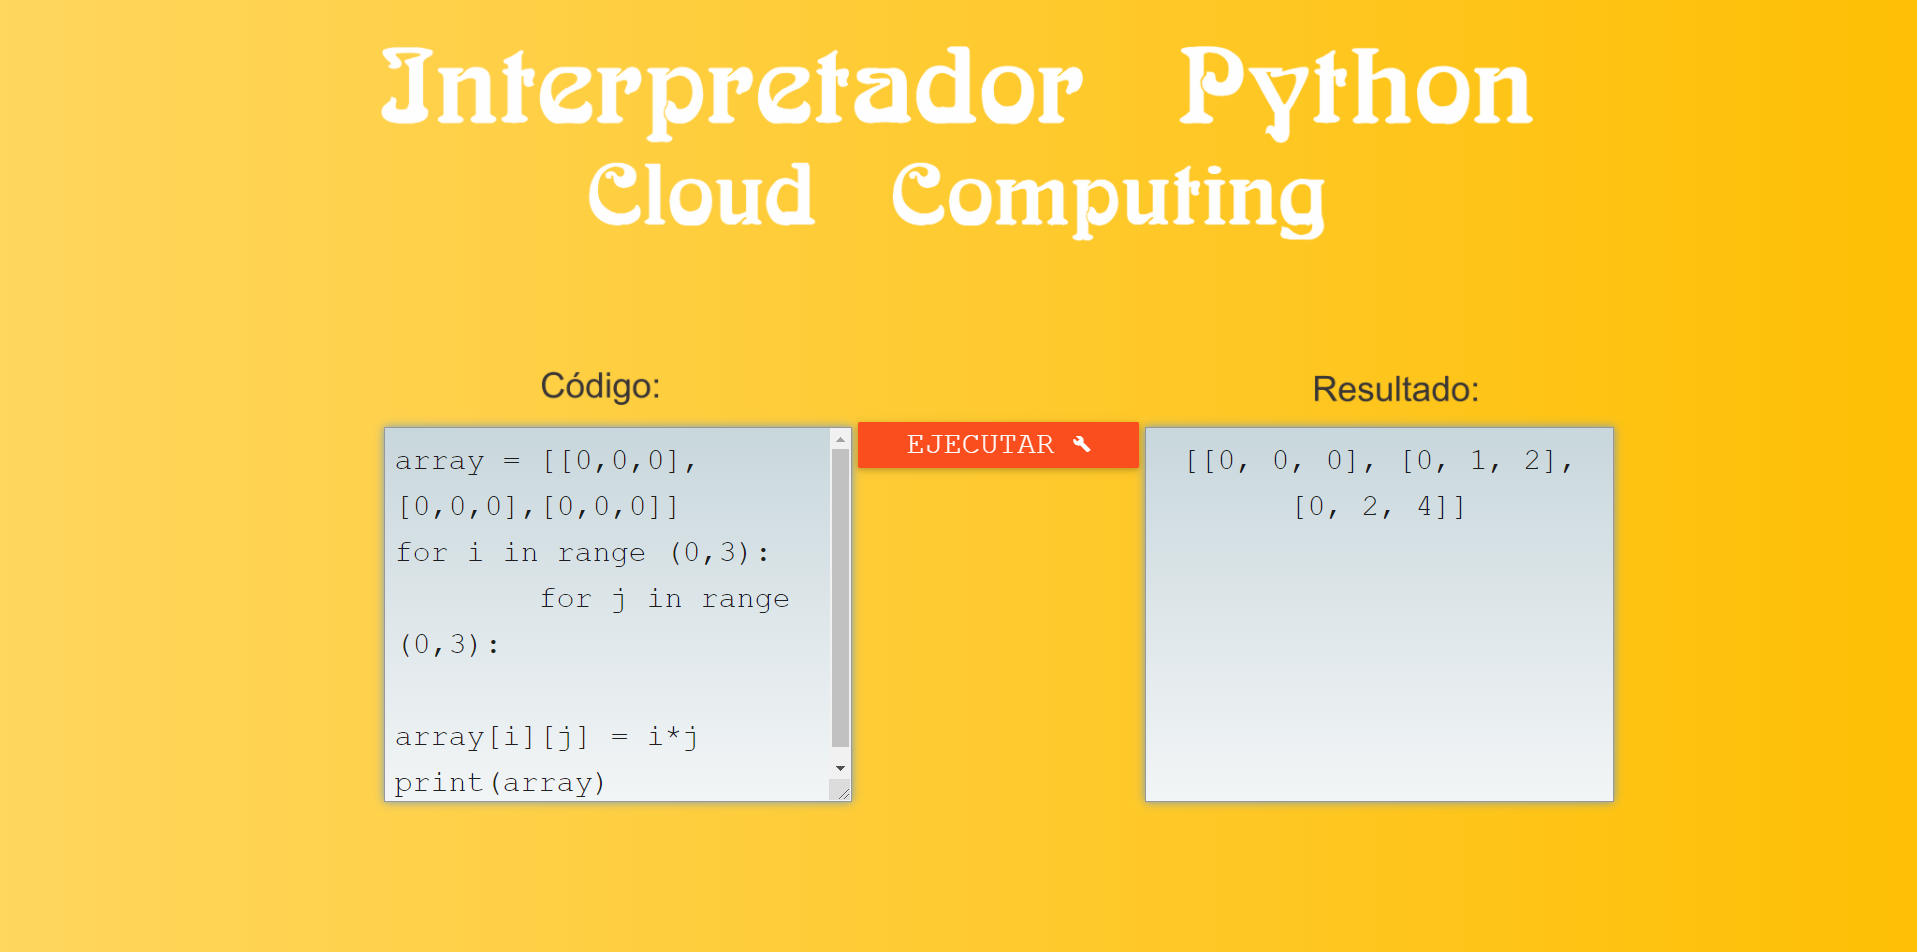 Interpretador Python
Cloud Computing
Código:
array = [[0,0,0],
[0,0,0],[0,0,0]]
for i in range (0,3):
        for j in range
(0,3):

array[i][j] = i*j
print(array)
EJECUTAR
Resultado:
[[0, 0, 0], [0, 1, 2],
[0, 2, 4]]